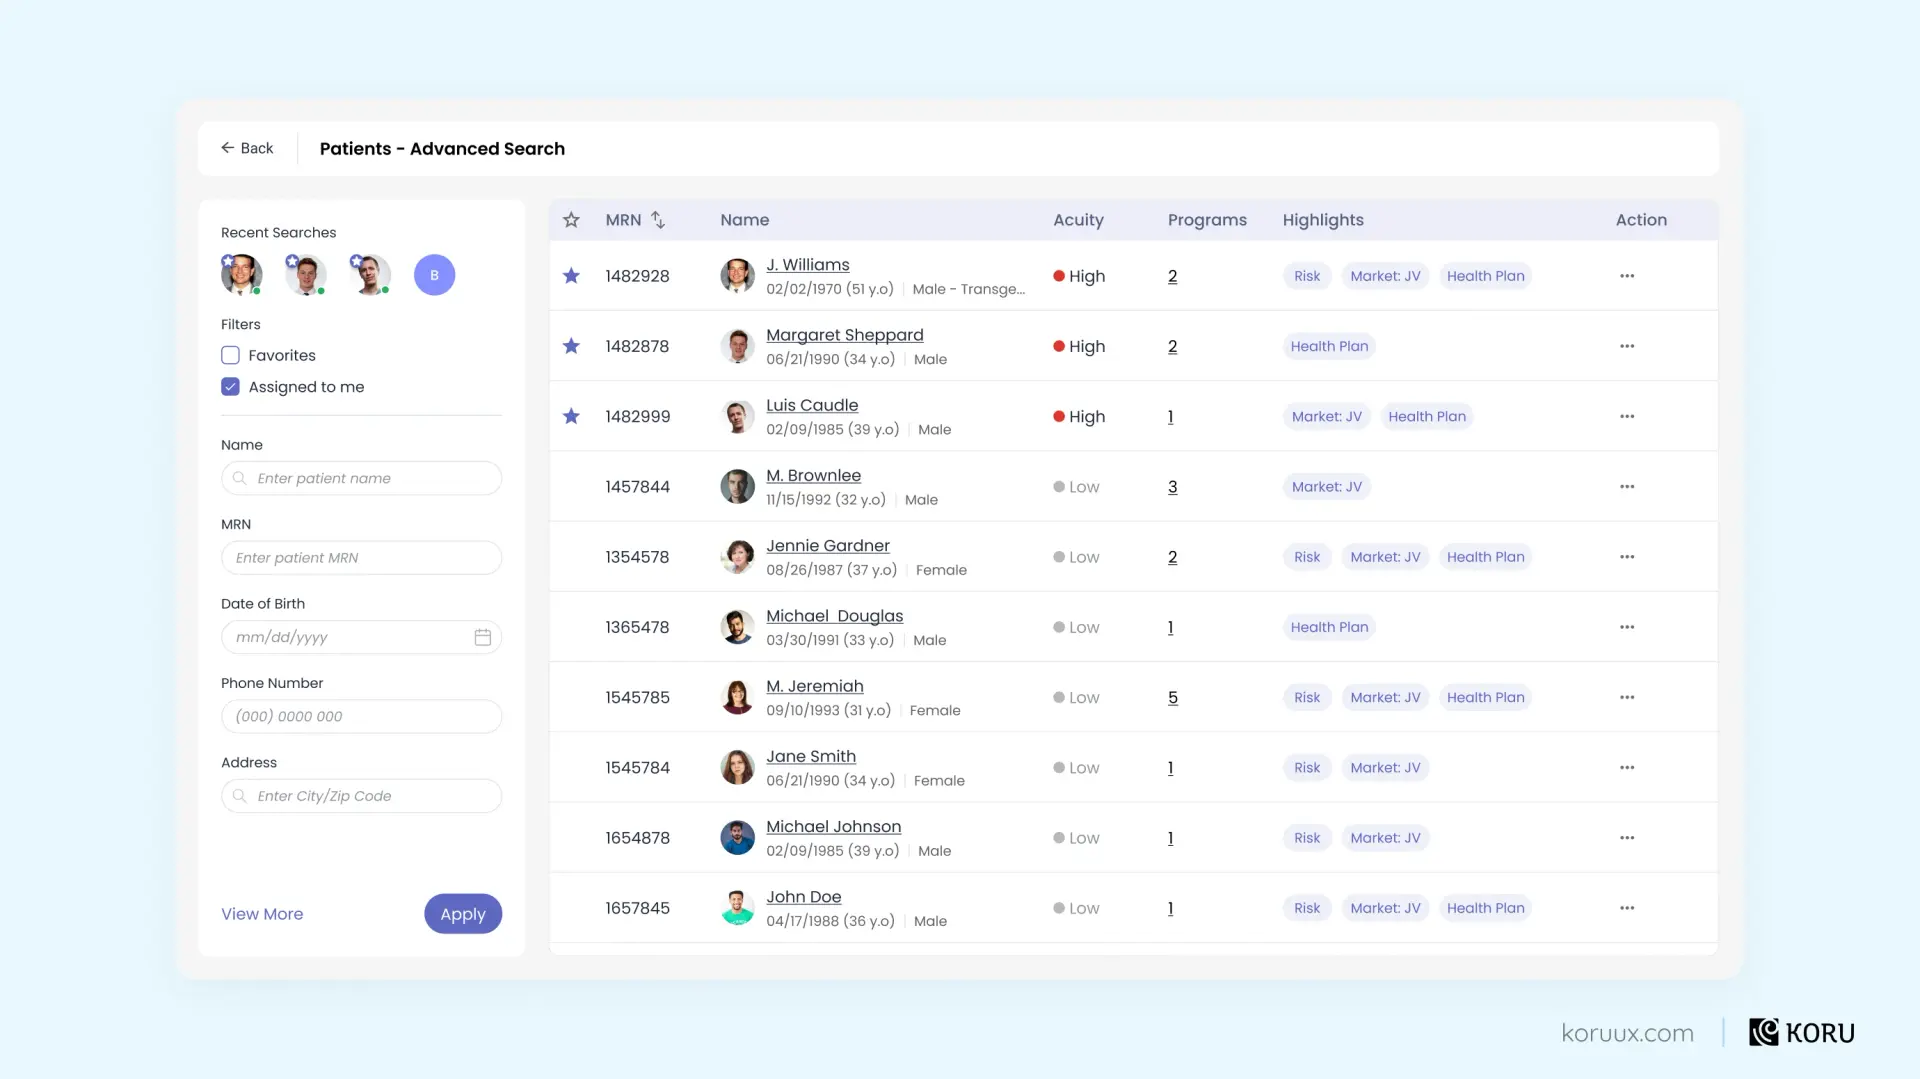 Back
Patients - Advanced Search
Recent Searches
B
Filters
Favorites
Assigned to me
Name
Enter patient name
MRN
Enter patient MRN
Date of Birth
mm/dd/yyyy
Phone Number
(000) 0000 000
Address
Enter City/Zip Code
View More Apply
MRN Name Acuity Programs Highlights Action
1482928 J. Williams High 2 Risk Market: JV Health Plan
02/02/1970 (51 y.o) Male - Transge...
1482878 Margaret Sheppard High 2 Health Plan
06/21/1990 (34 y.o) Male
1482999 Luis Caudle High 1 Market: JV Health Plan
02/09/1985 (39 y.o) Male
1457844 M. Brownlee Low 3 Market: JV
11/15/1992 (32 y.o) Male
1354578 Jennie Gardner Low 2 Risk Market: JV Health Plan
08/26/1987 (37 y.o) Female
1365478 Michael Douglas Low 1 Health Plan
03/30/1991 (33 y.o) Male
1545785 M. Jeremiah Low 5 Risk Market: JV Health Plan
09/10/1993 (31 y.o) Female
1545784 Jane Smith Low 1 Risk Market: JV
06/21/1990 (34 y.o) Female
1654878 Michael Johnson Low 1 Risk Market: JV
02/09/1985 (39 y.o) Male
1657845 John Doe Low 1 Risk Market: JV Health Plan
04/17/1988 (36 y.o) Male
koruux.com KORU